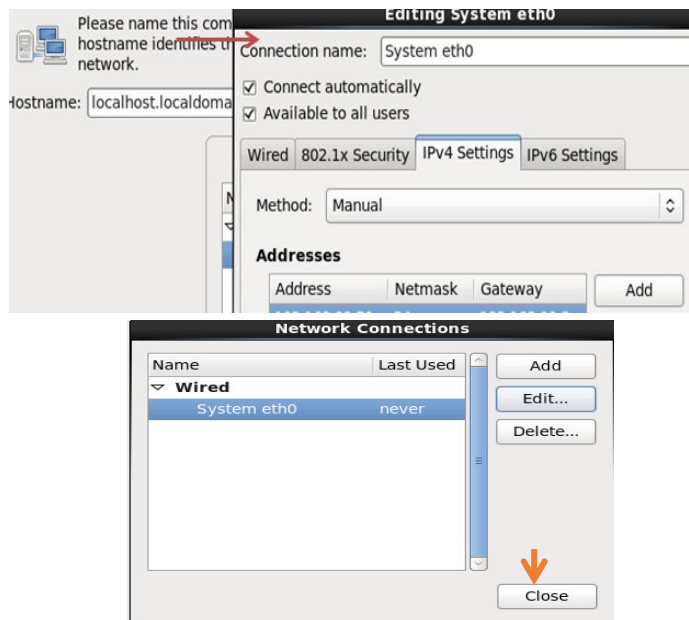 Please name this com
hostname identifies t
network.
Hostname: localhost.localdoma
Editing System eth0
Connection name: System eth0
Connect automatically
Available to all users
Wired 802.1x Security IPv4 Settings IPv6 Settings
Method: Manual
Addresses
Address Netmask Gateway Add
Network Connections
Name Last Used Add
Wired
System eth0 never Edit...
Delete...
Close